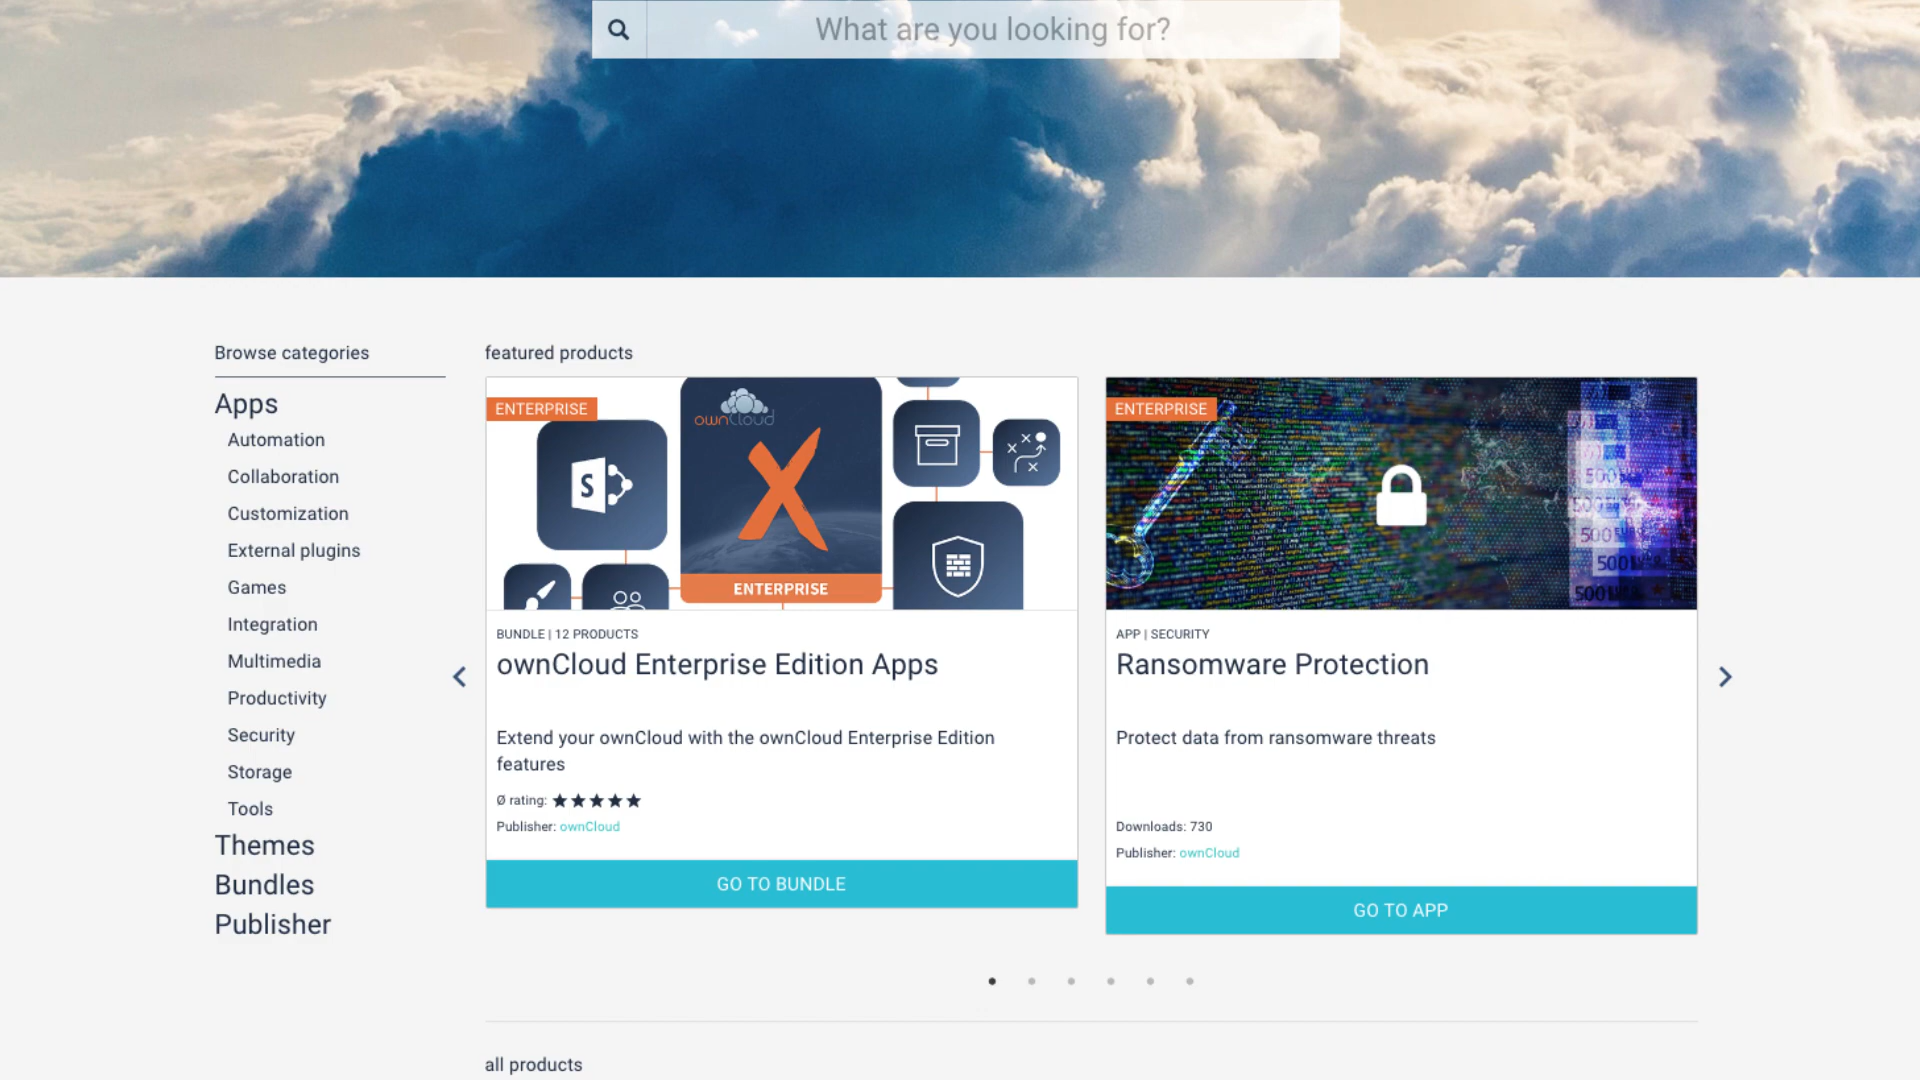 What are you looking for?
Browse categories
Apps
Automation
Collaboration
Customization
External plugins
Games
Integration
Multimedia
Productivity
Security
Storage
Tools
Themes
Bundles
Publisher
featured products
ENTERPRISE
ownCloud
S
X
ENTERPRISE
BUNDLE | 12 PRODUCTS
ownCloud Enterprise Edition Apps
Extend your ownCloud with the ownCloud Enterprise Edition
features
Ø rating: ★★★★★
Publisher: ownCloud
GO TO BUNDLE
ENTERPRISE
APP | SECURITY
Ransomware Protection
Protect data from ransomware threats
Downloads: 730
Publisher: ownCloud
GO TO APP
all products